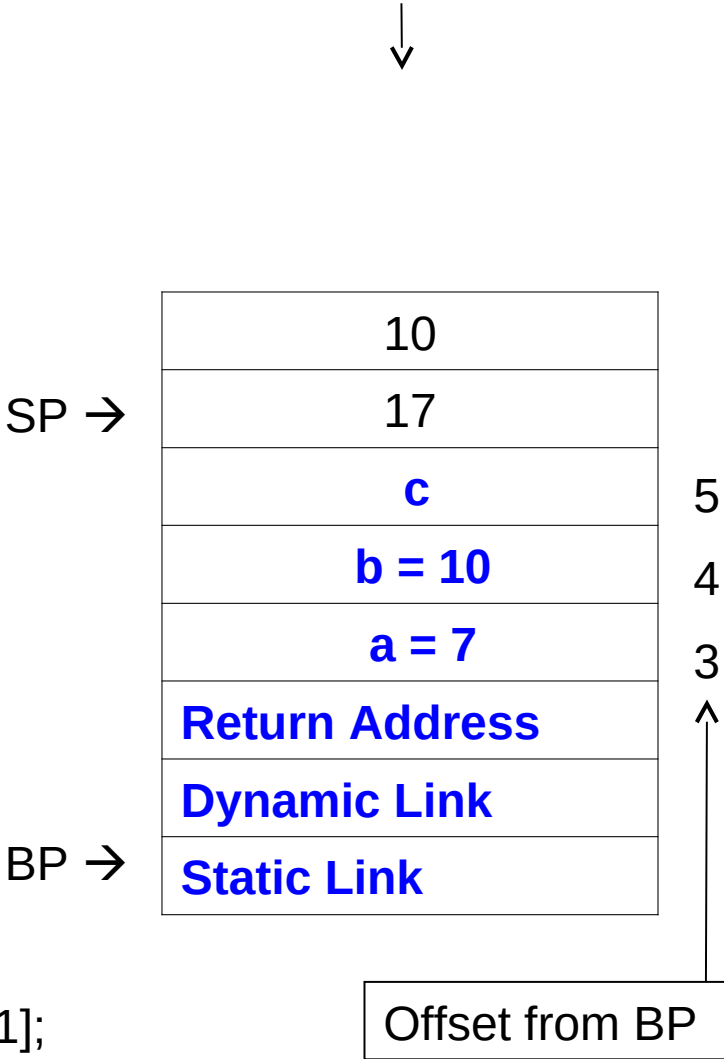 10
SP → 17
c 5
b = 10 4
a = 7 3
Return Address
Dynamic Link
BP → Static Link
1];
Offset from BP